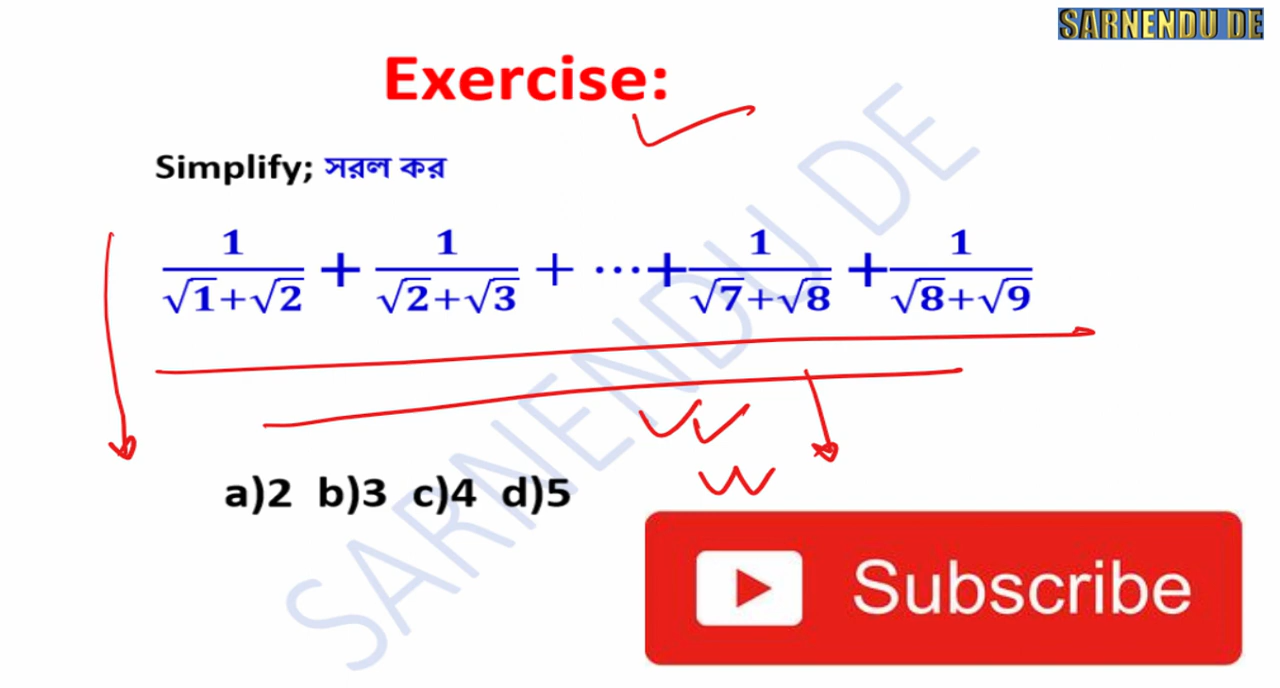 SARNENDU DE
Exercise:
Simplify; সরল কর
1/(√1+√2) + 1/(√2+√3) + ⋯+ 1/(√7+√8) + 1/(√8+√9)
a)2 b)3 c)4 d)5
SARNENDU DE
Subscribe